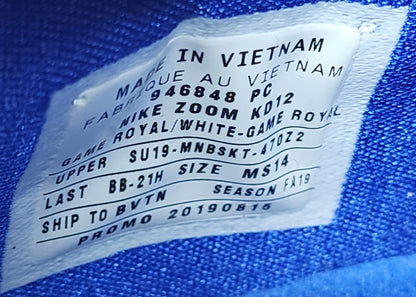 MADE IN VIETNAM
FABRIQUE AU VIETNAM
946848 PC
NIKE ZOOM KD12
GAME ROYAL/WHITE-GAME ROYAL
UPPER SU19-MNBSKT-470Z2
LAST BB-21H SIZE MS14
SHIP TO BVTN SEASON FA19
PROMO 20190815